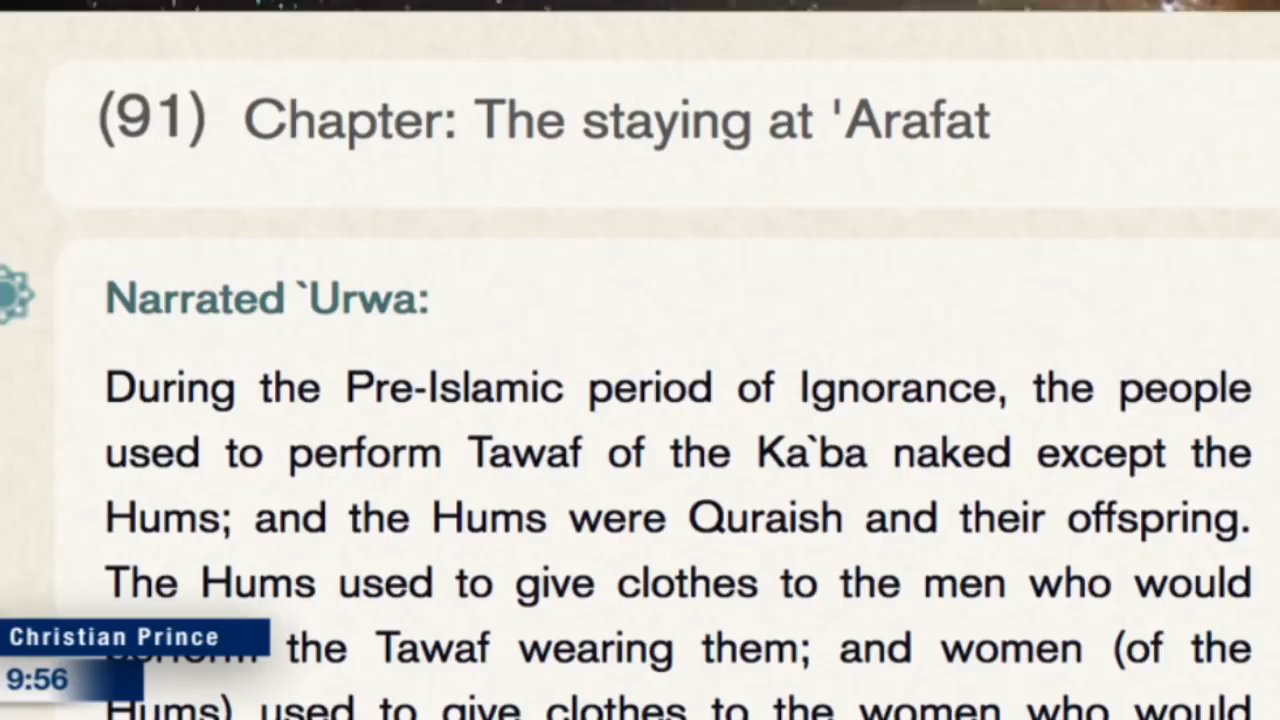 (91) Chapter: The staying at 'Arafat
Narrated `Urwa:
During the Pre-Islamic period of Ignorance, the people
used to perform Tawaf of the Ka`ba naked except the
Hums; and the Hums were Quraish and their offspring.
The Hums used to give clothes to the men who would
perform the Tawaf wearing them; and women (of the
Hums) used to give clothes to the women who would
Christian Prince
9:56